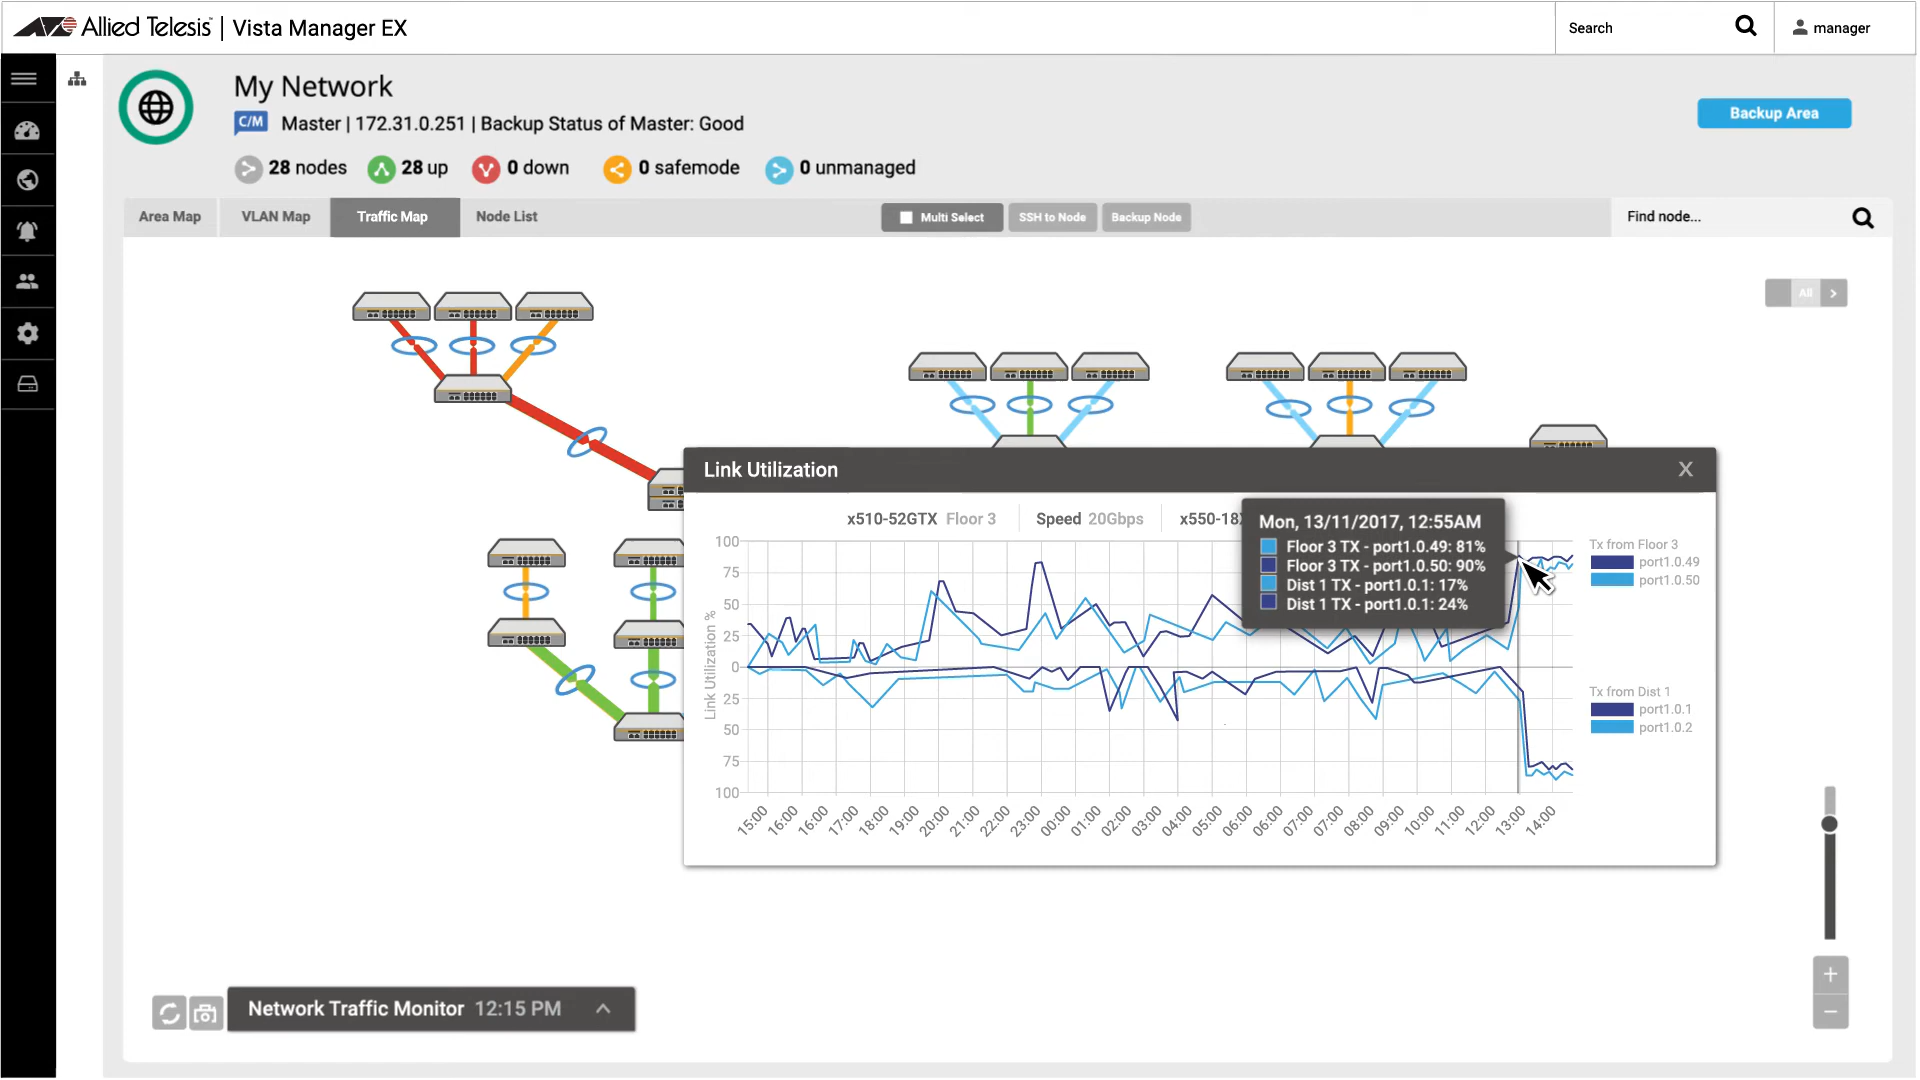 Allied Telesis | Vista Manager EX
Search
manager
My Network
C/M Master | 172.31.0.251 | Backup Status of Master: Good
Backup Area
28 nodes 28 up 0 down 0 safemode 0 unmanaged
Area Map VLAN Map Traffic Map Node List
Multi Select SSH to Node Backup Node
Find node...
All
Link Utilization X
x510-52GTX Floor 3 Speed 20Gbps x550-18
Mon, 13/11/2017, 12:55AM
Floor 3 TX - port1.0.49: 81%
Floor 3 TX - port1.0.50: 90%
Dist 1 TX - port1.0.1: 17%
Dist 1 TX - port1.0.1: 24%
Link Utilization %
100
75
50
25
0
25
50
75
100
15:00 16:00 16:00 17:00 18:00 19:00 20:00 21:00 22:00 23:00 00:00 01:00 02:00 03:00 04:00 05:00 06:00 06:00 07:00 07:00 08:00 09:00 10:00 11:00 12:00 13:00 14:00
Tx from Floor 3
port1.0.49
port1.0.50
Tx from Dist 1
port1.0.1
port1.0.2
Network Traffic Monitor 12:15 PM